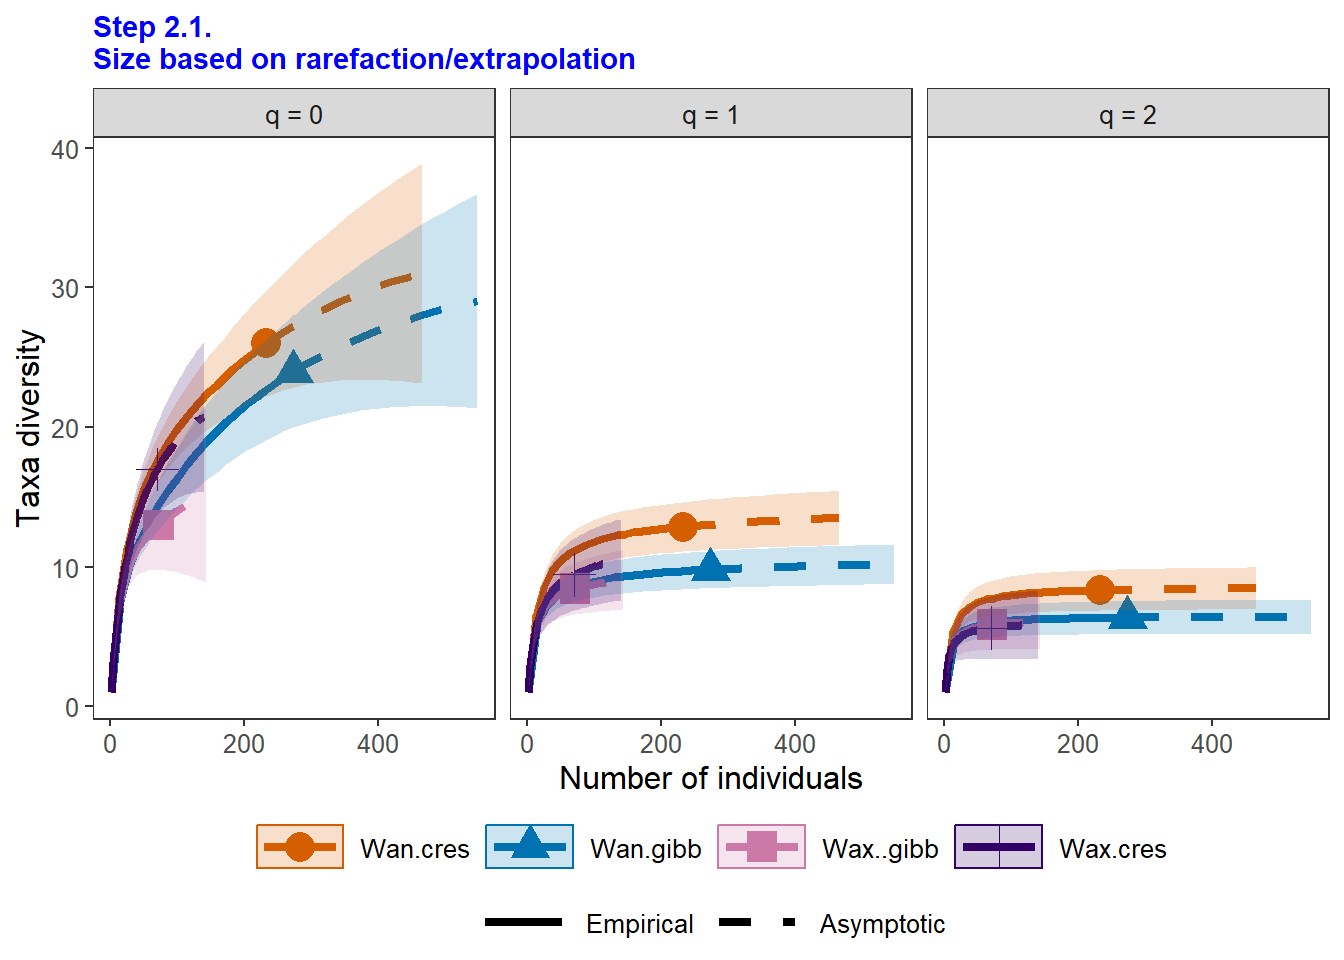 Step 2.1.
Size based on rarefaction/extrapolation
q = 0
q = 1
q = 2
Taxa diversity
40
30
20
10
0
0 200 400
0 200 400
0 200 400
Number of individuals
Wan.cres Wan.gibb Wax..gibb Wax.cres
Empirical Asymptotic